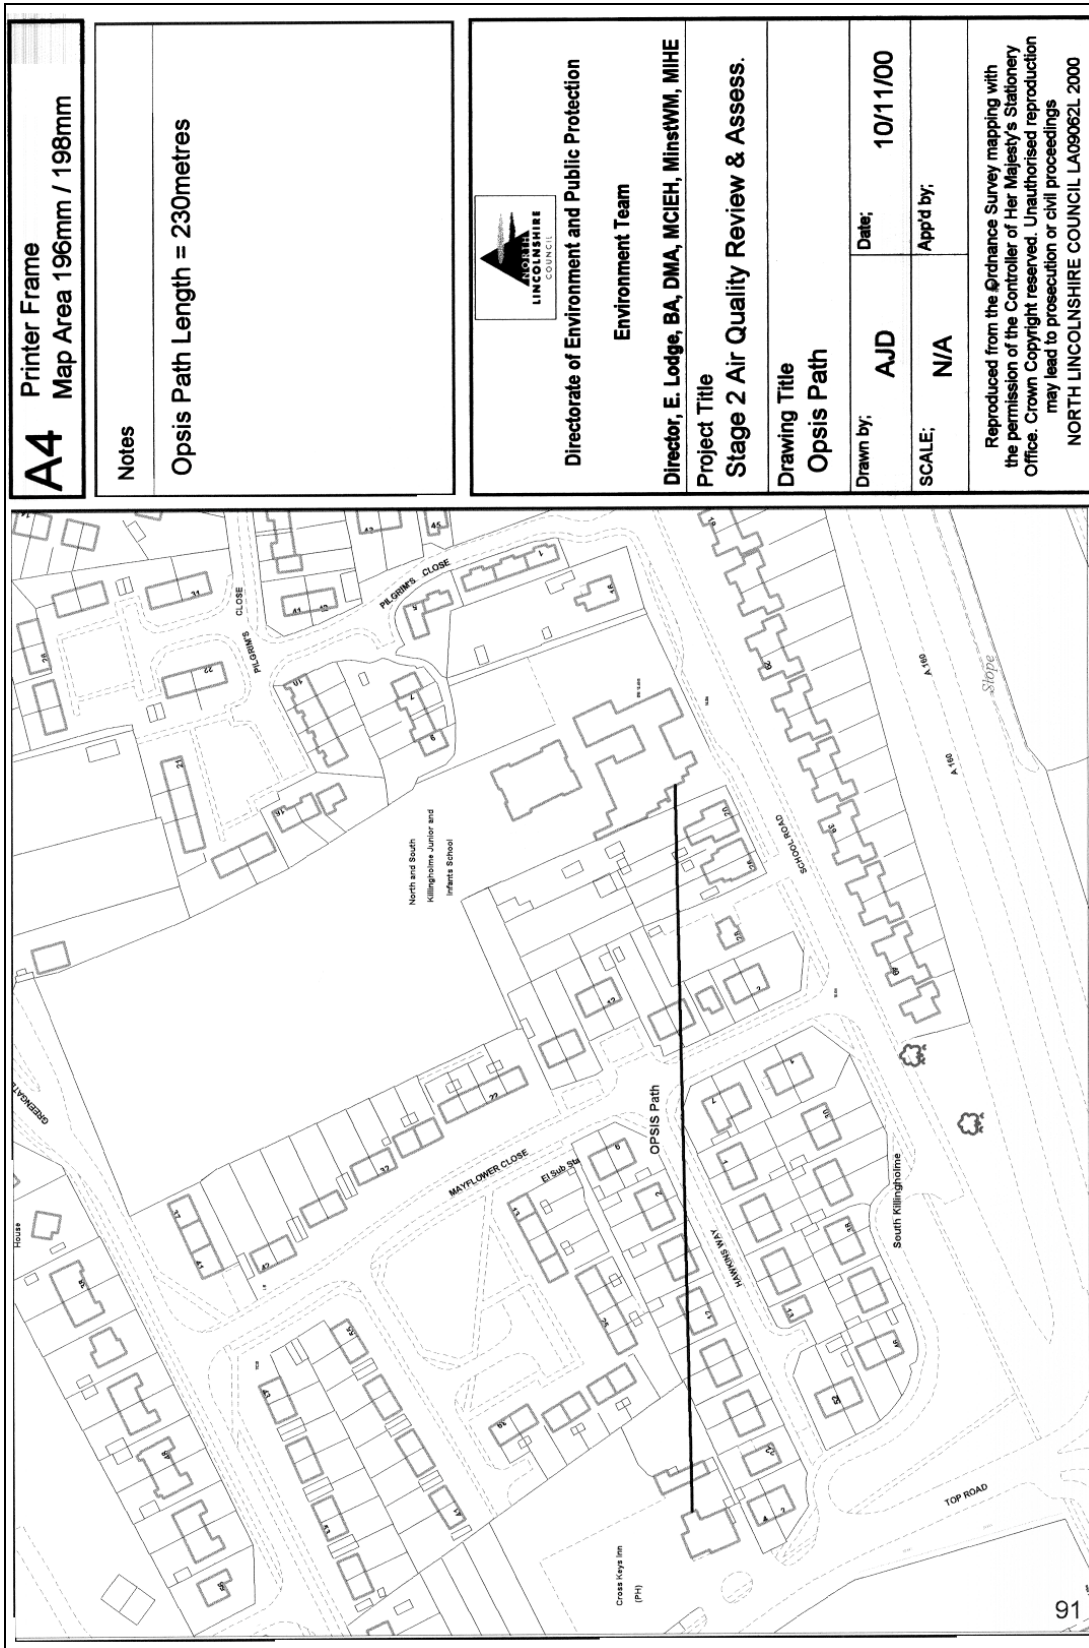 A4
Printer Frame
Map Area 196mm / 198mm
Notes
Opsis Path Length = 230metres
NORTH
LINCOLNSHIRE
COUNCIL
Directorate of Environment and Public Protection
Environment Team
Director, E. Lodge, BA, DMA, MCIEH, MinstWM, MIHE
Project Title
Stage 2 Air Quality Review & Assess.
Drawing Title
Opsis Path
Drawn by;
AJD
Date;
10/11/00
SCALE;
N/A
App'd by;
Reproduced from the Ordnance Survey mapping with
the permission of the Controller of Her Majesty's Stationery
Office. Crown Copyright reserved. Unauthorised reproduction
may lead to prosecution or civil proceedings
NORTH LINCOLNSHIRE COUNCIL LA09062L 2000
GREENGATE
House
PILGRIM'S
CLOSE
PILGRIM'S CLOSE
North and South
Killingholme Junior and
Infants School
MAYFLOWER CLOSE
El Sub Sta
OPSIS Path
HAWKINS WAY
SCHOOL ROAD
South Killingholme
A 160
A 160
Slope
TOP ROAD
Cross Keys Inn
(PH)
91